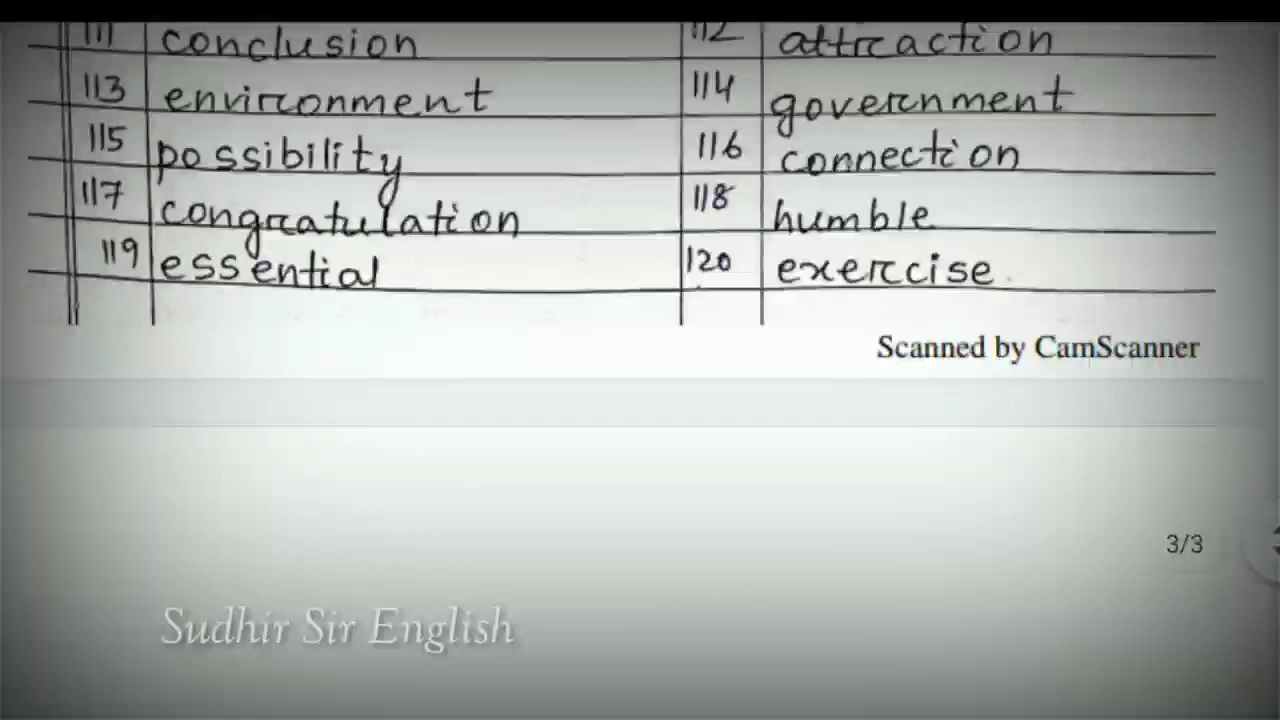 111 conclusion 112 attraction
113 environment 114 government
115 possibility 116 connection
117 congratulation 118 humble
119 essential 120 exercise
Scanned by CamScanner
3/3
Sudhir Sir English